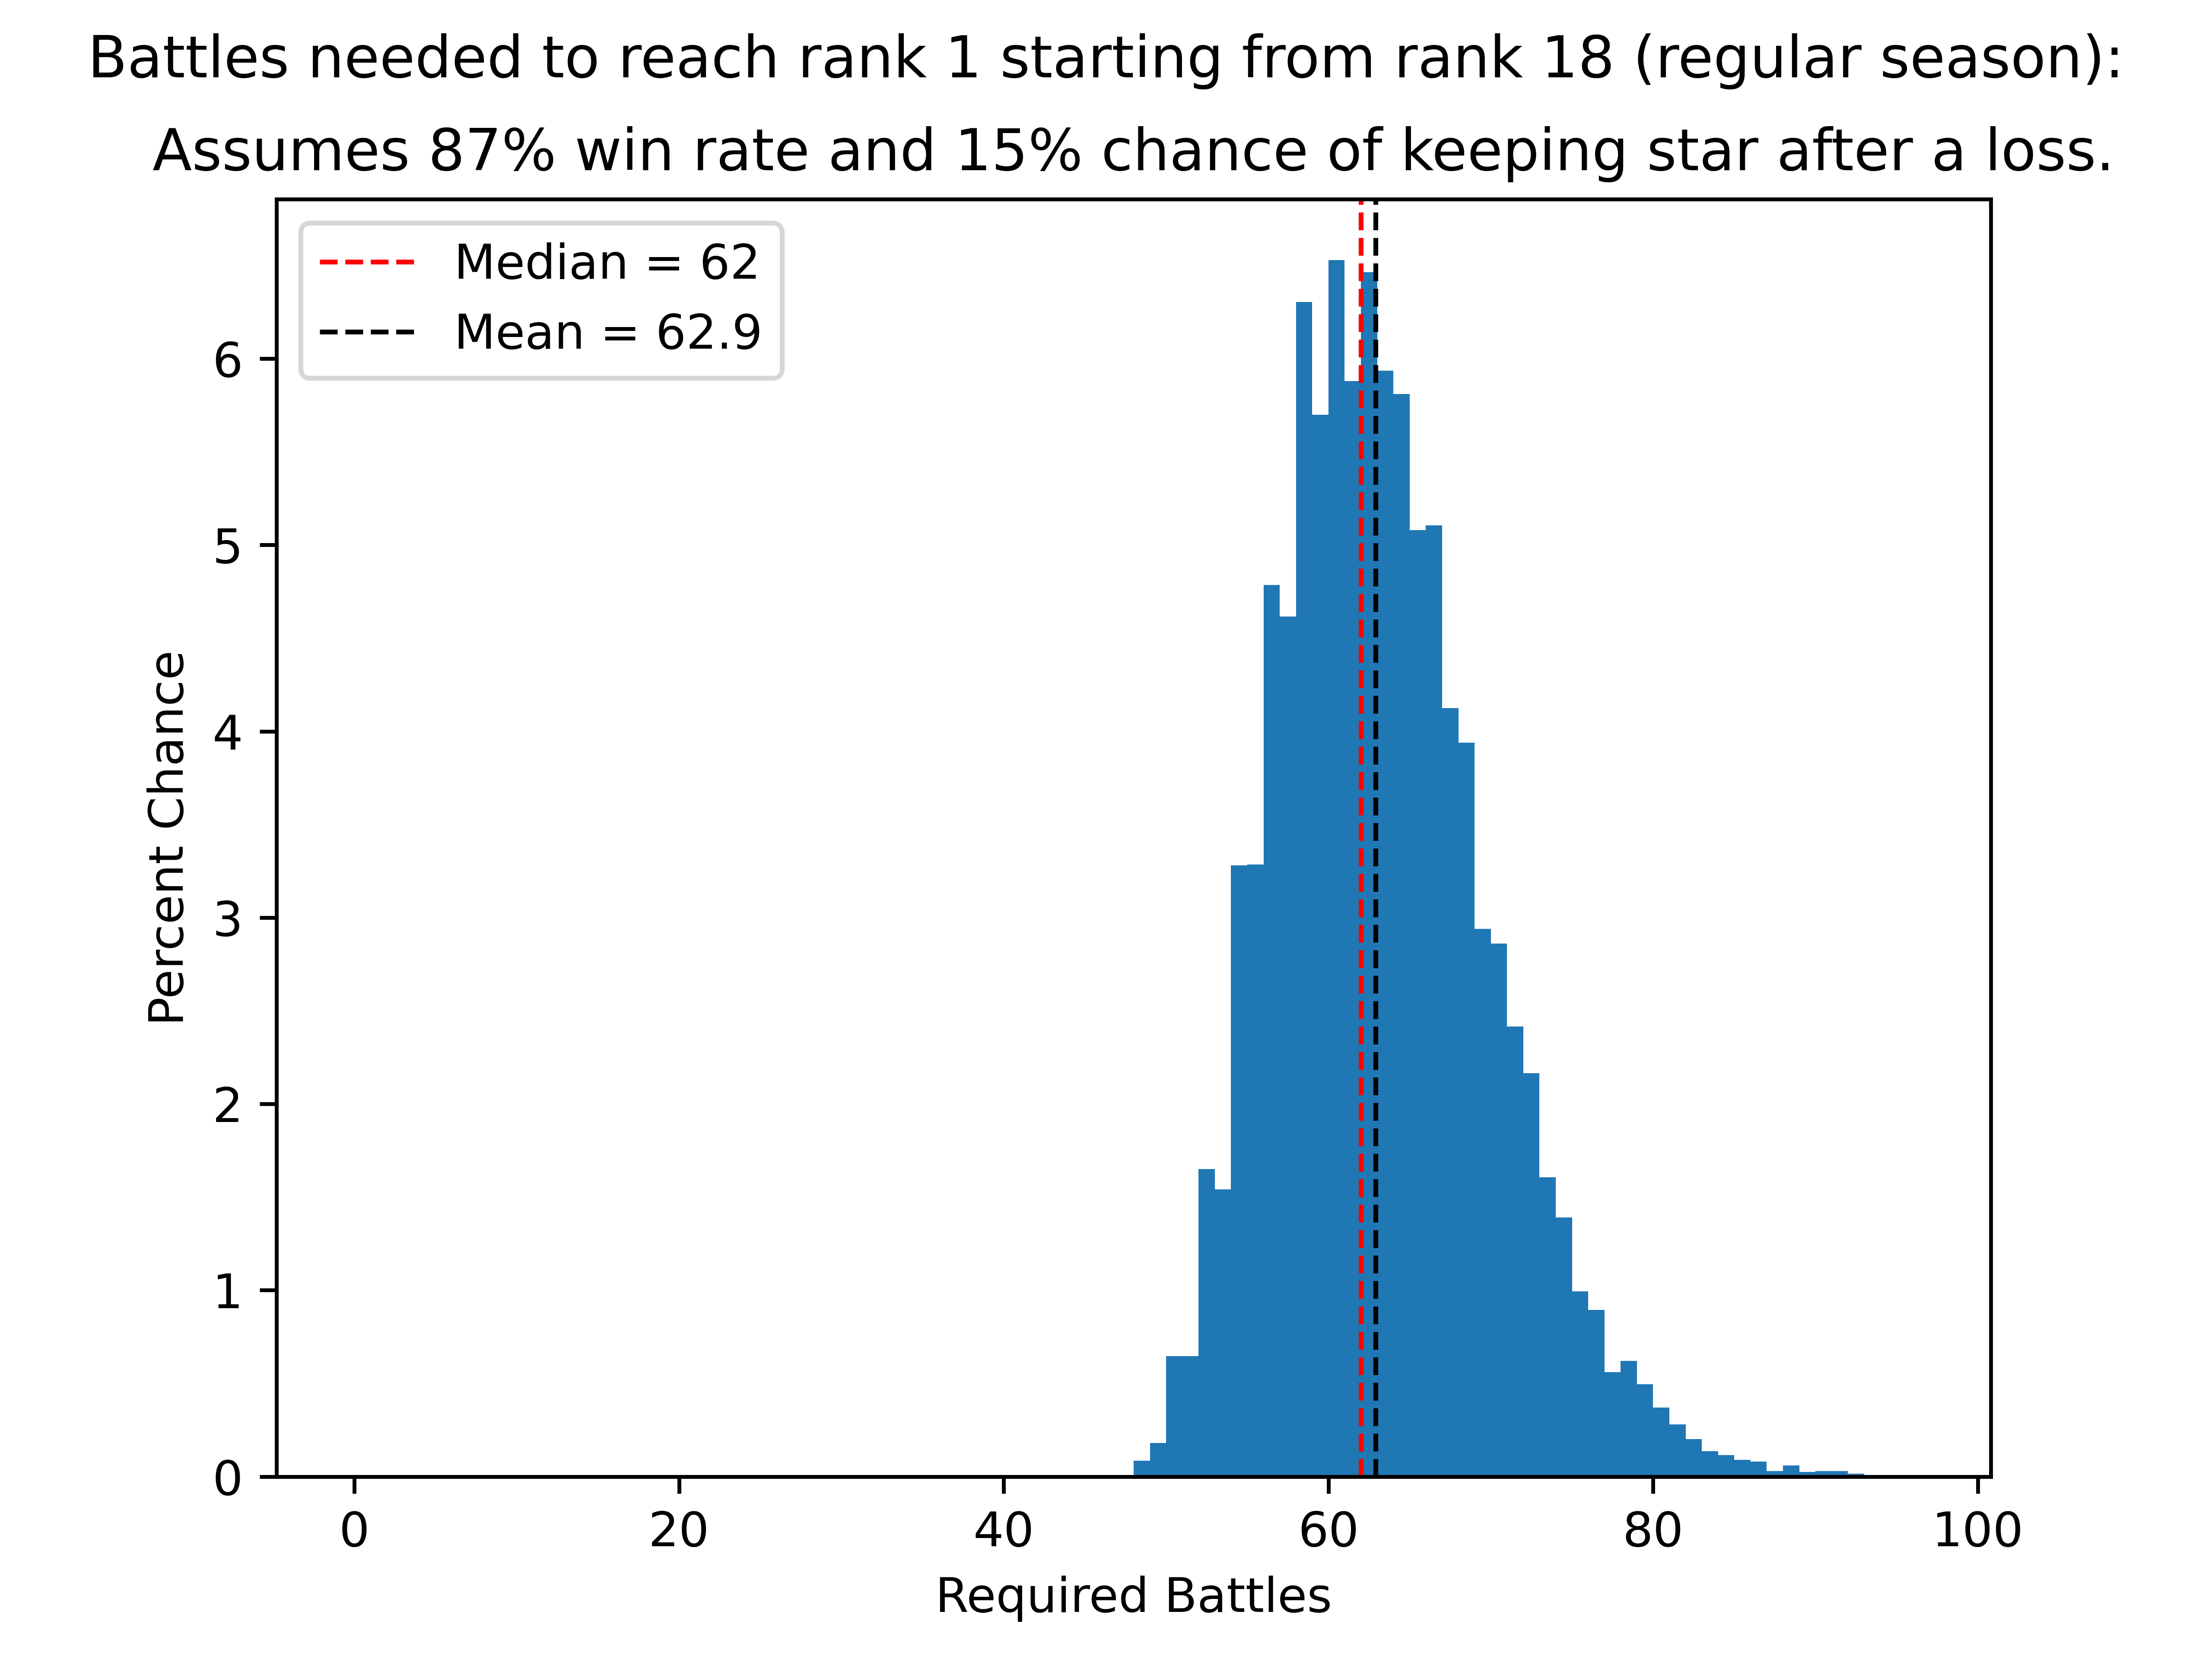 Battles needed to reach rank 1 starting from rank 18 (regular season):
Assumes 87% win rate and 15% chance of keeping star after a loss.
Median = 62
Mean = 62.9
Percent Chance
6
5
4
3
2
1
0
0 20 40 60 80 100
Required Battles